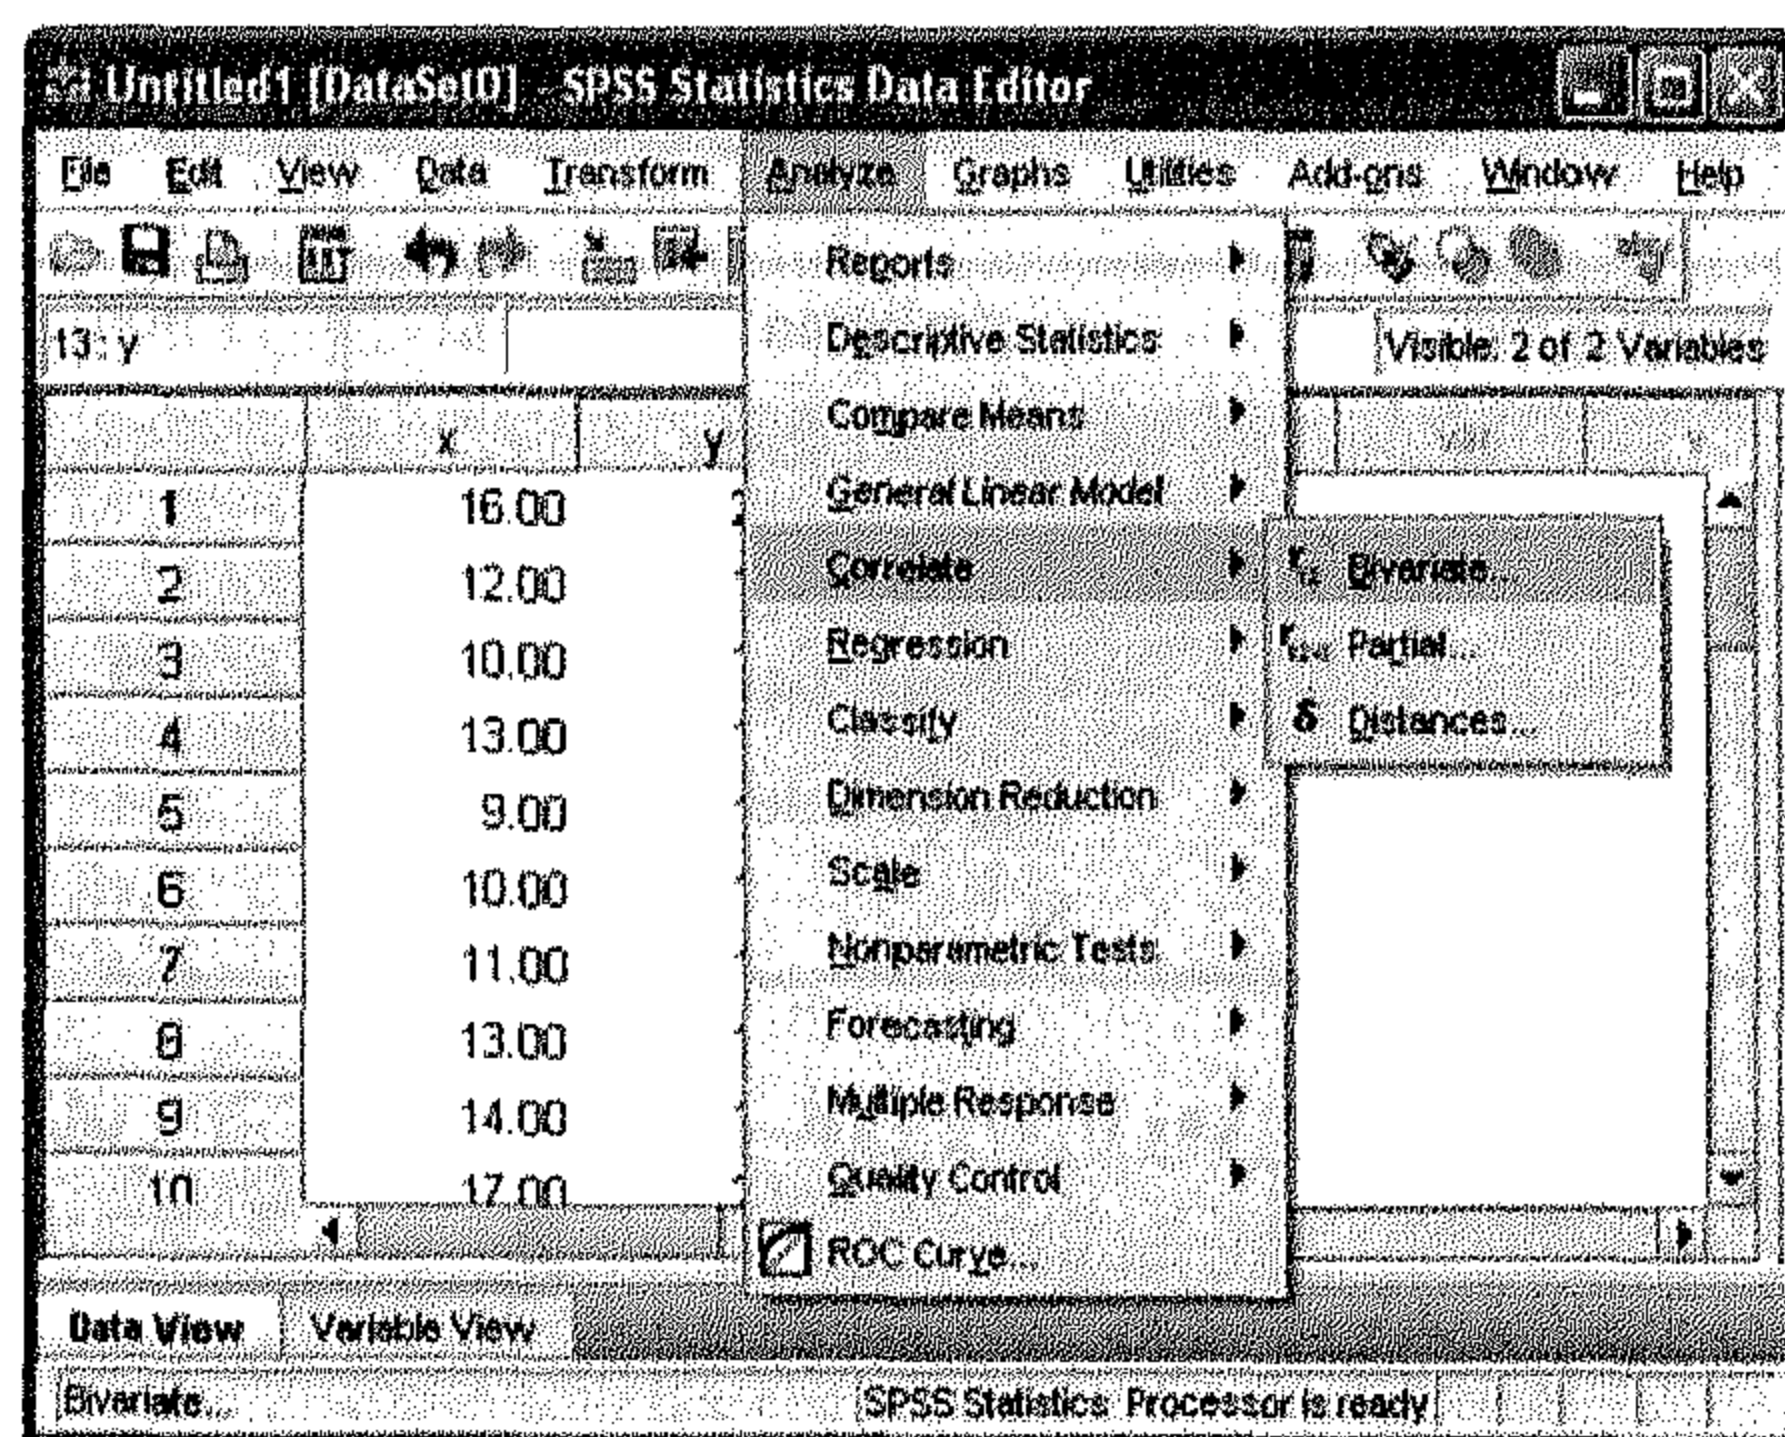 Untitled1 [DataSet0] - SPSS Statistics Data Editor
File Edit View Data Transform Analyze Graphs Utilities Add-ons Window Help
13 : y
Visible: 2 of 2 Variables
x y
1 16.00
2 12.00
3 10.00
4 13.00
5 9.00
6 10.00
7 11.00
8 13.00
9 14.00
10 17.00
Reports
Descriptive Statistics
Compare Means
General Linear Model
Correlate
Regression
Classify
Dimension Reduction
Scale
Nonparametric Tests
Forecasting
Multiple Response
Quality Control
ROC Curve...
Bivariate...
Partial...
δ Distances...
Data View Variable View
Bivariate...
SPSS Statistics Processor is ready